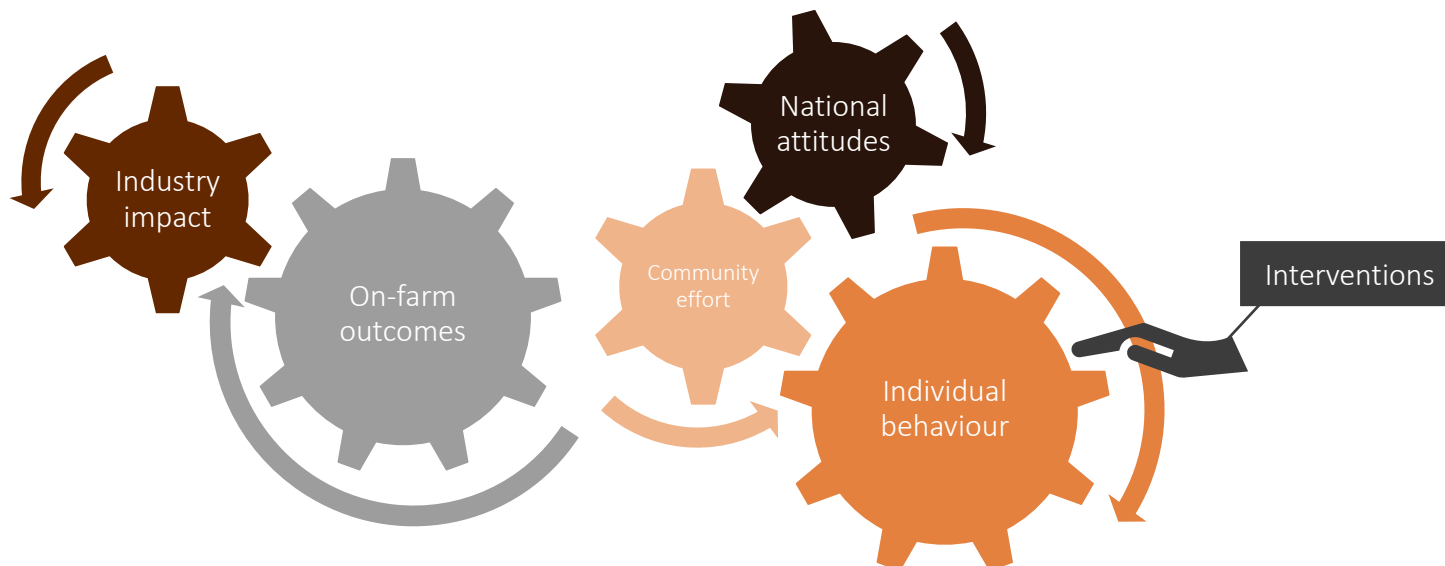 Industry
impact
On-farm
outcomes
Community
effort
National
attitudes
Individual
behaviour
Interventions